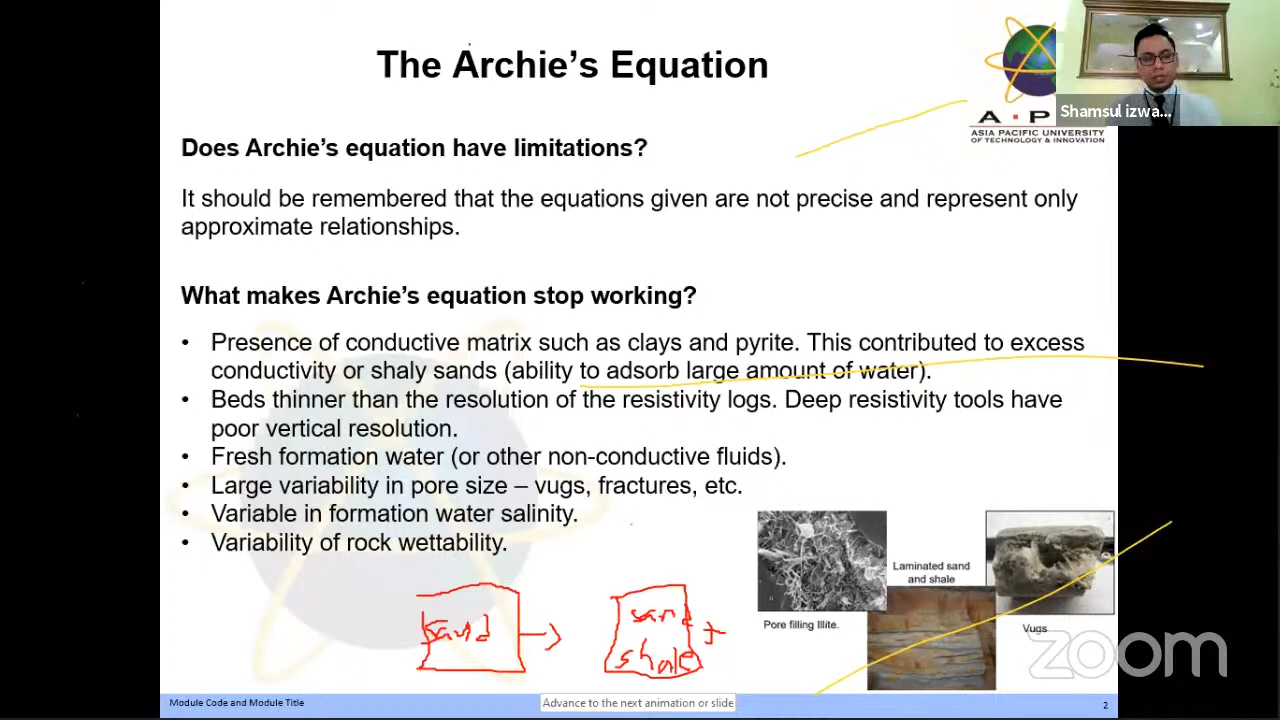 The Archie's Equation
A • P
ASIA PACIFIC UNIVERSITY
OF TECHNOLOGY & INNOVATION
Shamsul izwa...
Does Archie's equation have limitations?
It should be remembered that the equations given are not precise and represent only
approximate relationships.
What makes Archie's equation stop working?
• Presence of conductive matrix such as clays and pyrite. This contributed to excess
conductivity or shaly sands (ability to adsorb large amount of water).
• Beds thinner than the resolution of the resistivity logs. Deep resistivity tools have
poor vertical resolution.
• Fresh formation water (or other non-conductive fluids).
• Large variability in pore size – vugs, fractures, etc.
• Variable in formation water salinity.
• Variability of rock wettability.
Laminated sand
and shale
Pore filling Illite.
Vugs
sand
san
+
shale
zoom
Module Code and Module Title
Advance to the next animation or slide
2